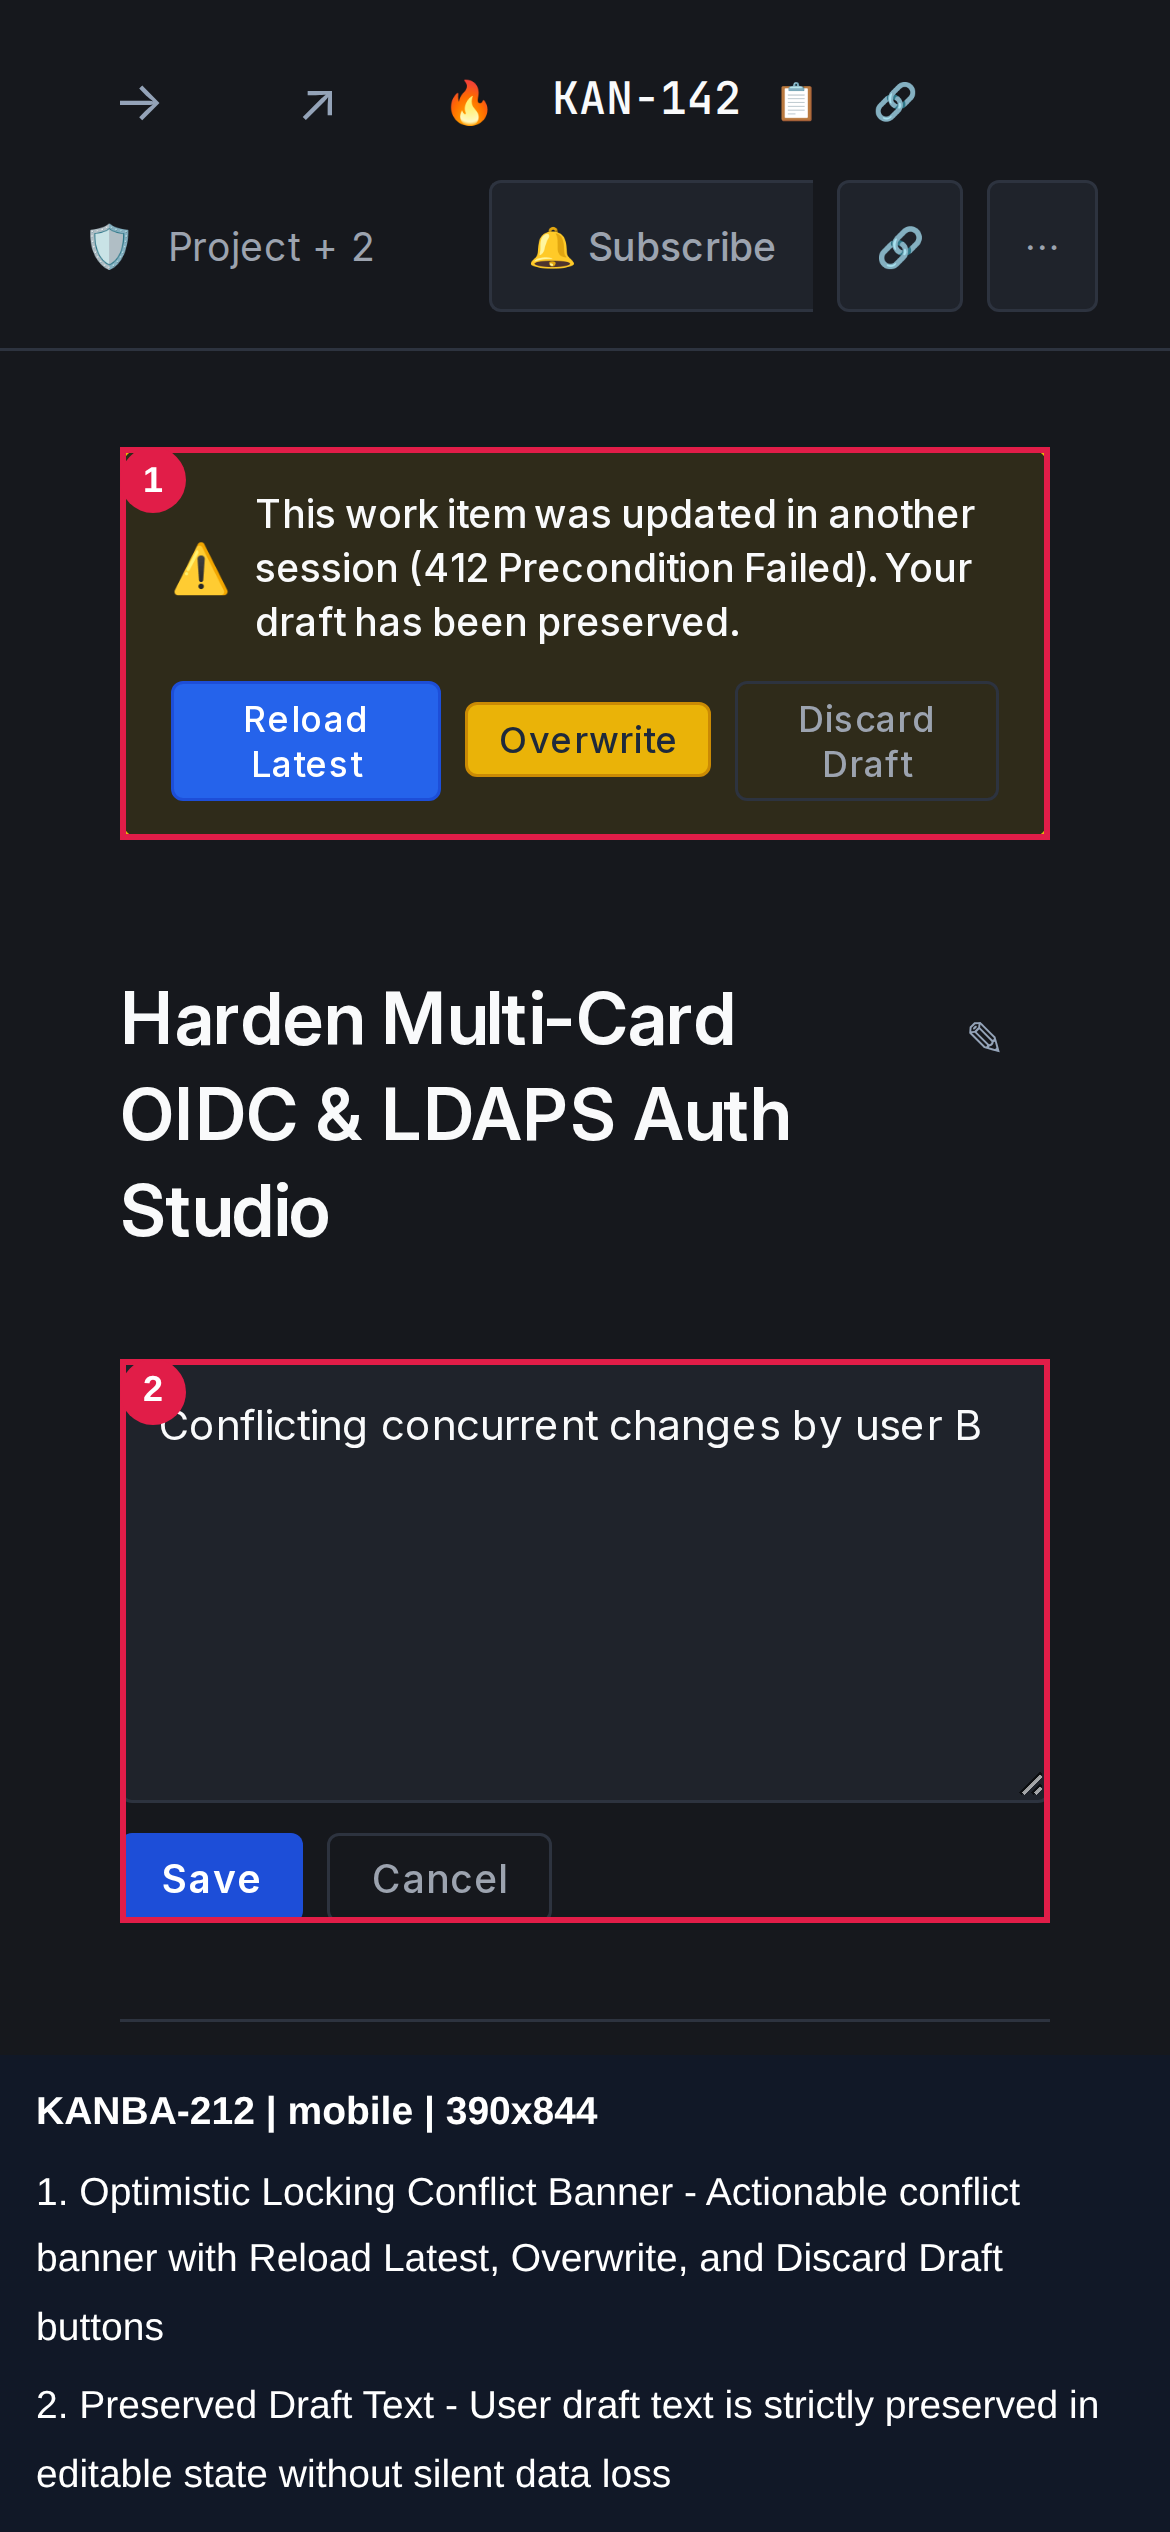 KAN-142
Project + 2
Subscribe
...
1
This work item was updated in another
session (412 Precondition Failed). Your
draft has been preserved.
Reload
Latest
Overwrite
Discard
Draft
Harden Multi-Card
OIDC & LDAPS Auth
Studio
2
Conflicting concurrent changes by user B
Save
Cancel
KANBA-212 | mobile | 390x844
1. Optimistic Locking Conflict Banner - Actionable conflict
banner with Reload Latest, Overwrite, and Discard Draft
buttons
2. Preserved Draft Text - User draft text is strictly preserved in
editable state without silent data loss